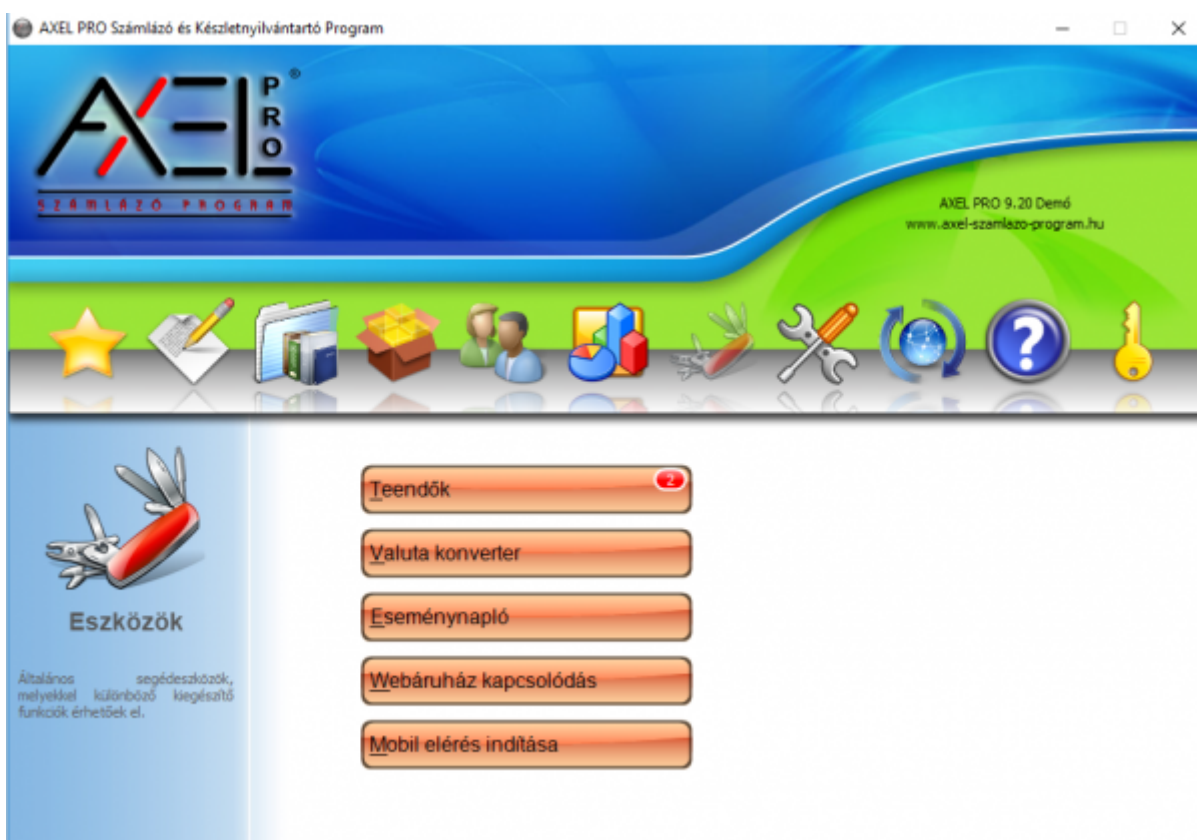 AXEL PRO Számlázó és Készletnyilvántartó Program
AXEL PRO®
SZÁMLÁZÓ PROGRAM
AXEL PRO 9.20 Demó
www.axel-szamlazo-program.hu
?
Teendők 2
Valuta konverter
Eseménynapló
Webáruház kapcsolódás
Mobil elérés indítása
Eszközök
Általános segédeszközök,
melyekkel különböző kiegészítő
funkciók érhetőek el.